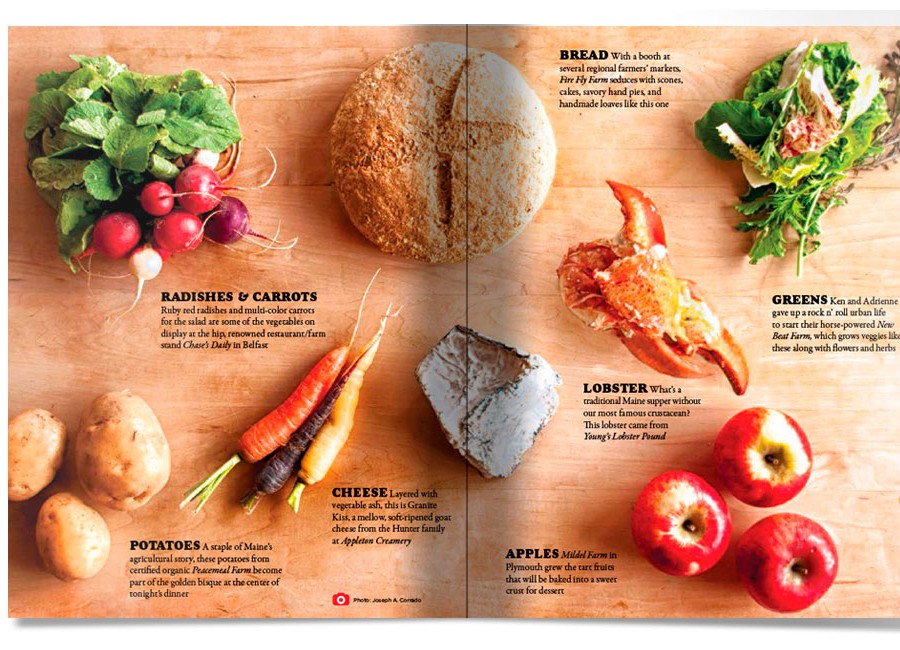 BREAD With a booth at
several regional farmers' markets,
Fire Fly Farm seduces with scones,
cakes, savory hand pies, and
handmade loaves like this one
RADISHES & CARROTS
Ruby red radishes and multi-color carrots
for the salad are some of the vegetables on
display at the hip, renowned restaurant/farm
stand Chase's Daily in Belfast
GREENS Ken and Adrienne
gave up a rock n' roll urban life
to start their horse-powered New
Beat Farm, which grows veggies like
these along with flowers and herbs
LOBSTER What's a
traditional Maine supper without
our most famous crustacean?
This lobster came from
Young's Lobster Pound
CHEESE Layered with
vegetable ash, this is Granite
Kiss, a mellow, soft-ripened goat
cheese from the Hunter family
at Appleton Creamery
POTATOES A staple of Maine's
agricultural story, these potatoes from
certified organic Peacemeal Farm become
part of the golden bisque at the center of
tonight's dinner
APPLES Mildel Farm in
Plymouth grew the tart fruits
that will be baked into a sweet
crust for dessert
Photo: Joseph A. Corrado